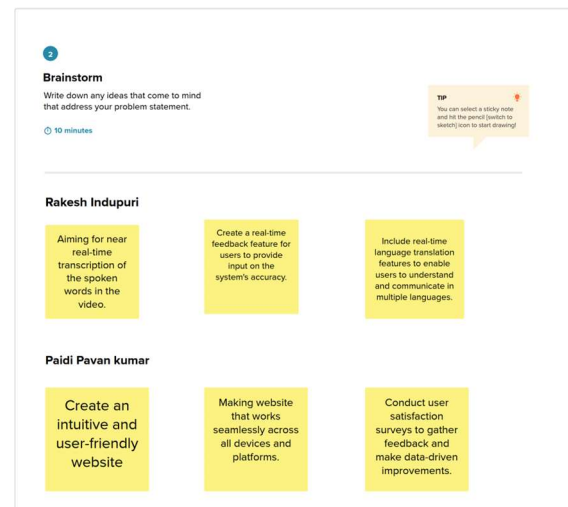 2
Brainstorm
Write down any ideas that come to mind
that address your problem statement.
10 minutes
TIP
You can select a sticky note
and hit the pencil [switch to
sketch] icon to start drawing!
Rakesh Indupuri
Aiming for near
real-time
transcription of
the spoken
words in the
video.
Create a real-time
feedback feature for
users to provide
input on the
system's accuracy.
Include real-time
language translation
features to enable
users to understand
and communicate in
multiple languages.
Paidi Pavan kumar
Create an
intuitive and
user-friendly
website
Making website
that works
seamlessly across
all devices and
platforms.
Conduct user
satisfaction
surveys to gather
feedback and
make data-driven
improvements.